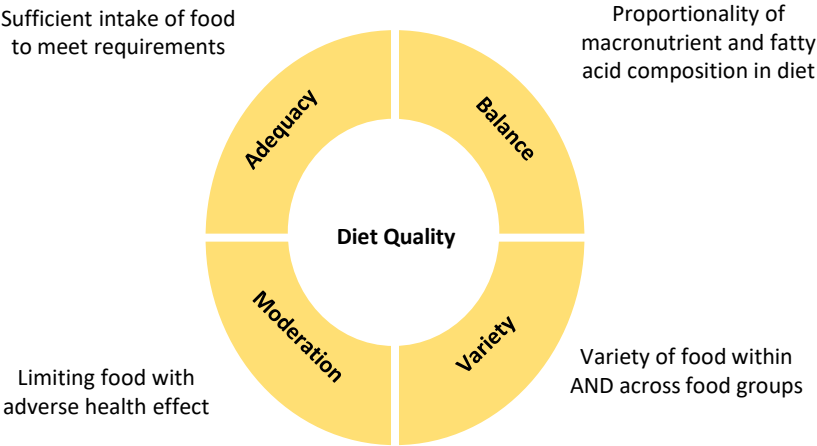 Sufficient intake of food
to meet requirements
Proportionality of
macronutrient and fatty
acid composition in diet
Adequacy
Balance
Diet Quality
Moderation
Variety
Limiting food with
adverse health effect
Variety of food within
AND across food groups